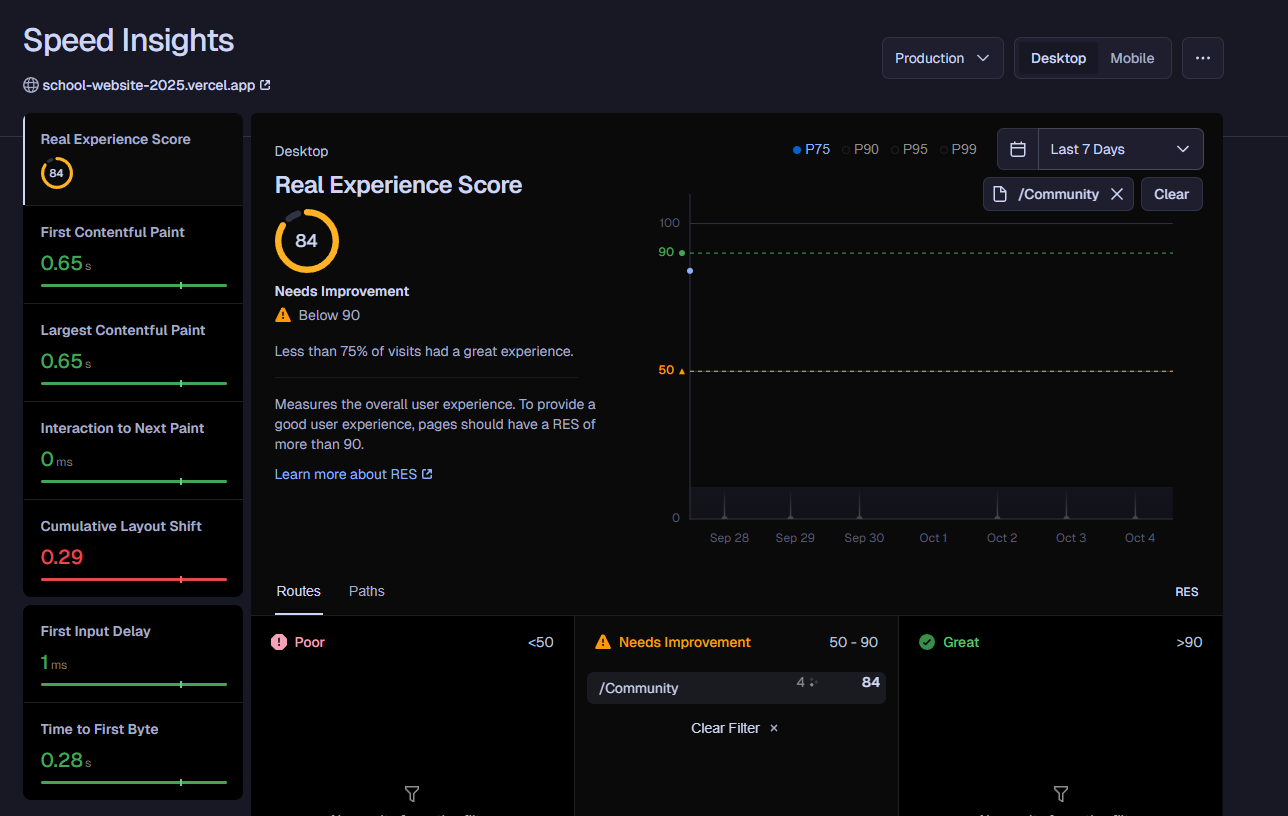 Speed Insights
school-website-2025.vercel.app
Production
Desktop
Mobile
Real Experience Score
84
First Contentful Paint
0.65 s
Largest Contentful Paint
0.65 s
Interaction to Next Paint
0 ms
Cumulative Layout Shift
0.29
First Input Delay
1 ms
Time to First Byte
0.28 s
Desktop
Real Experience Score
84
Needs Improvement
Below 90
Less than 75% of visits had a great experience.
Measures the overall user experience. To provide a
good user experience, pages should have a RES of
more than 90.
Learn more about RES
P75 P90 P95 P99
Last 7 Days
/Community
Clear
100
90
50
0
Sep 28 Sep 29 Sep 30 Oct 1 Oct 2 Oct 3 Oct 4
Routes Paths RES
Poor <50
Needs Improvement 50 - 90
/Community 4 84
Clear Filter
Great >90